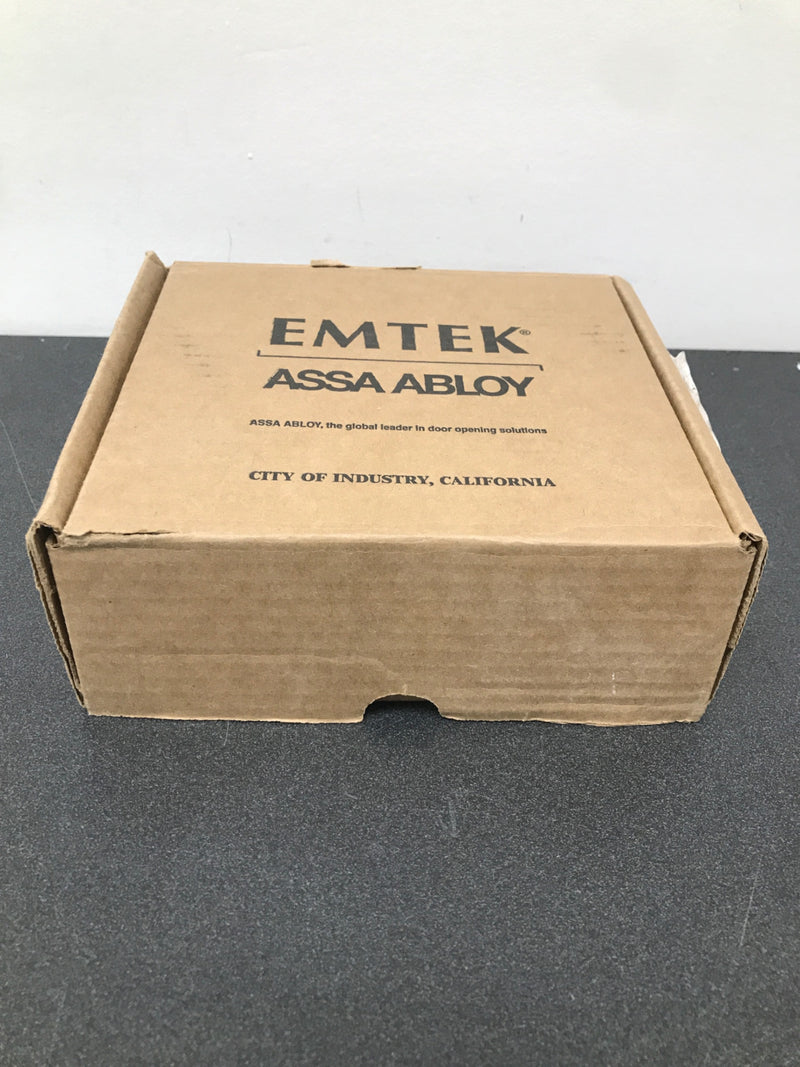 EMTEK®
ASSA ABLOY
ASSA ABLOY, the global leader in door opening solutions
CITY OF INDUSTRY, CALIFORNIA